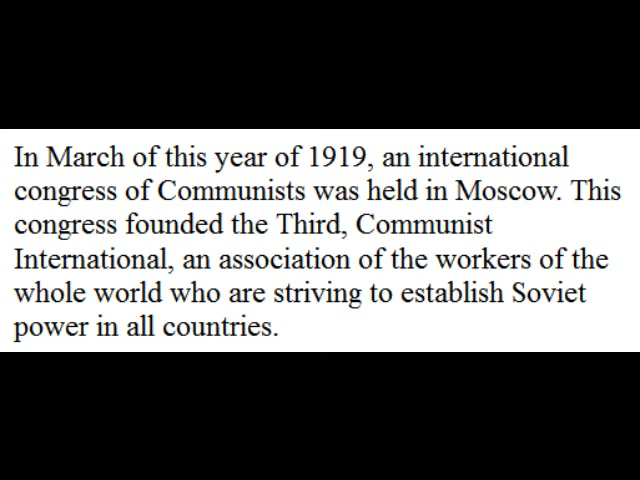 In March of this year of 1919, an international
congress of Communists was held in Moscow. This
congress founded the Third, Communist
International, an association of the workers of the
whole world who are striving to establish Soviet
power in all countries.